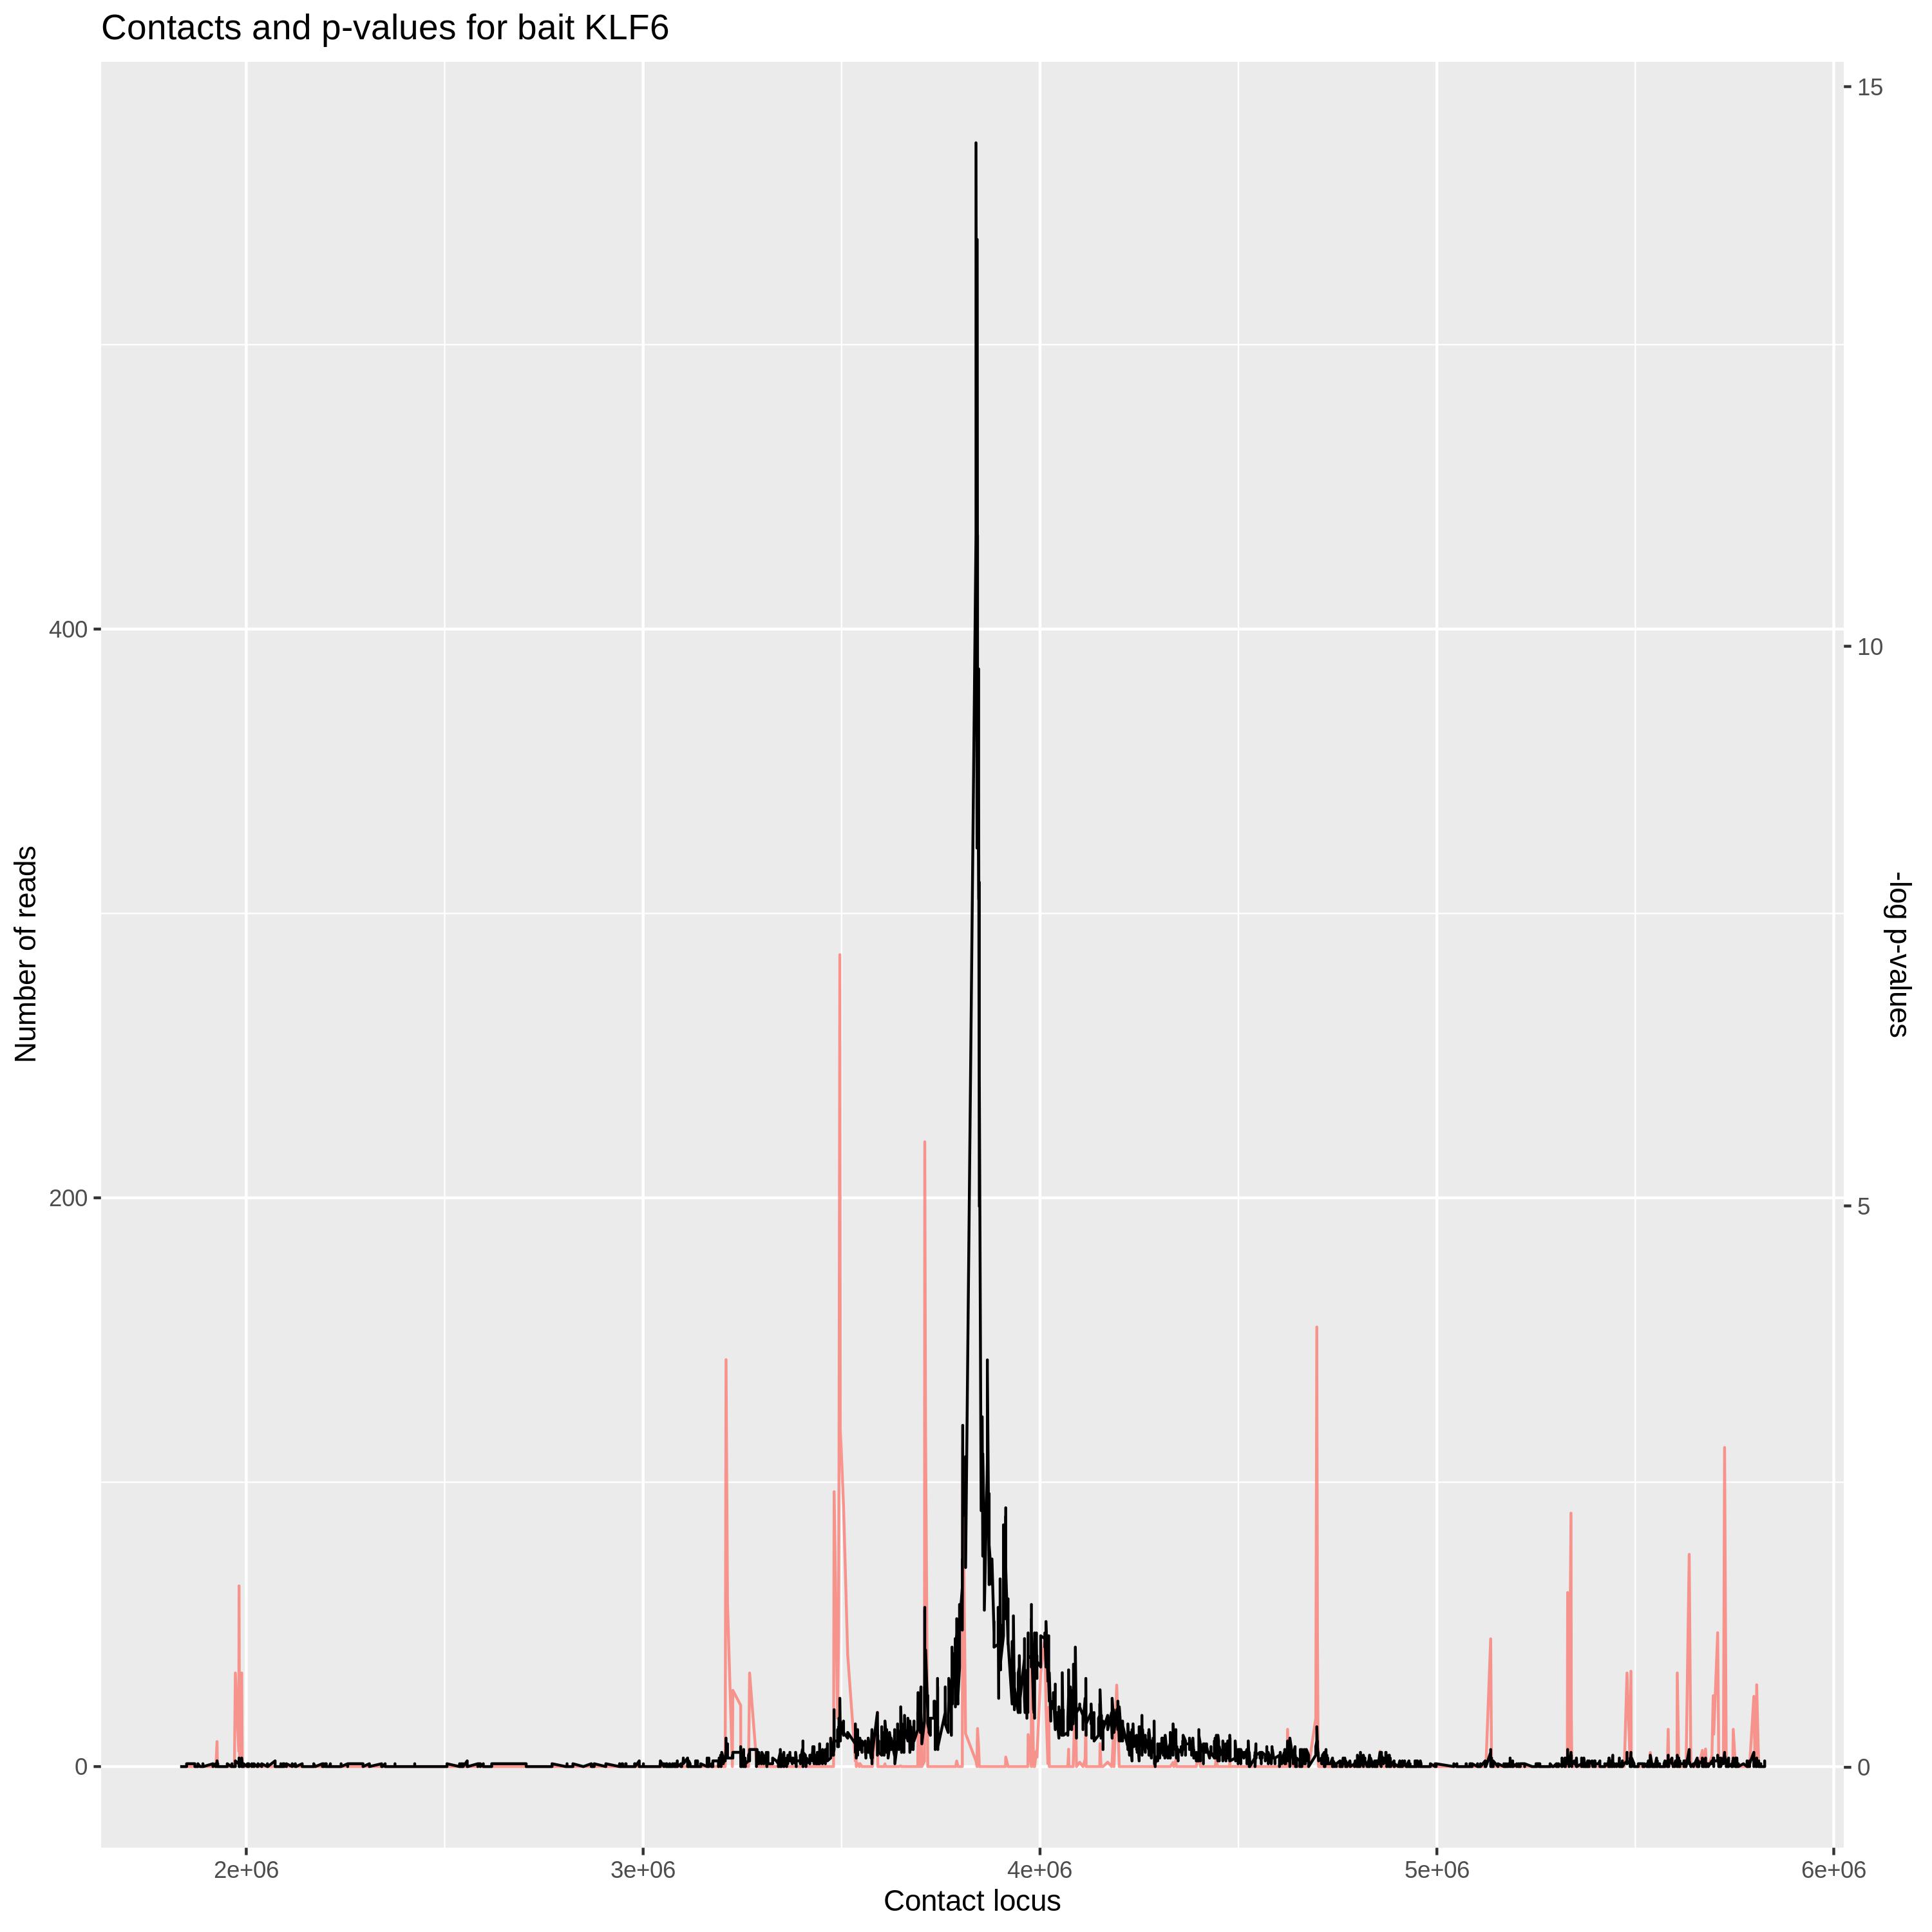 Contacts and p-values for bait KLF6
15
400
10
Number of reads
-log p-values
200
5
0
0
2e+06
3e+06
4e+06
5e+06
6e+06
Contact locus